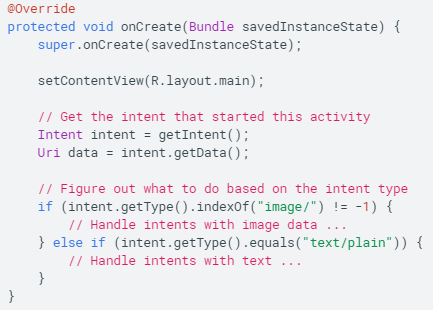 @Override
protected void onCreate(Bundle savedInstanceState) {
    super.onCreate(savedInstanceState);

    setContentView(R.layout.main);

    // Get the intent that started this activity
    Intent intent = getIntent();
    Uri data = intent.getData();

    // Figure out what to do based on the intent type
    if (intent.getType().indexOf("image/") != -1) {
        // Handle intents with image data ...
    } else if (intent.getType().equals("text/plain")) {
        // Handle intents with text ...
    }
}